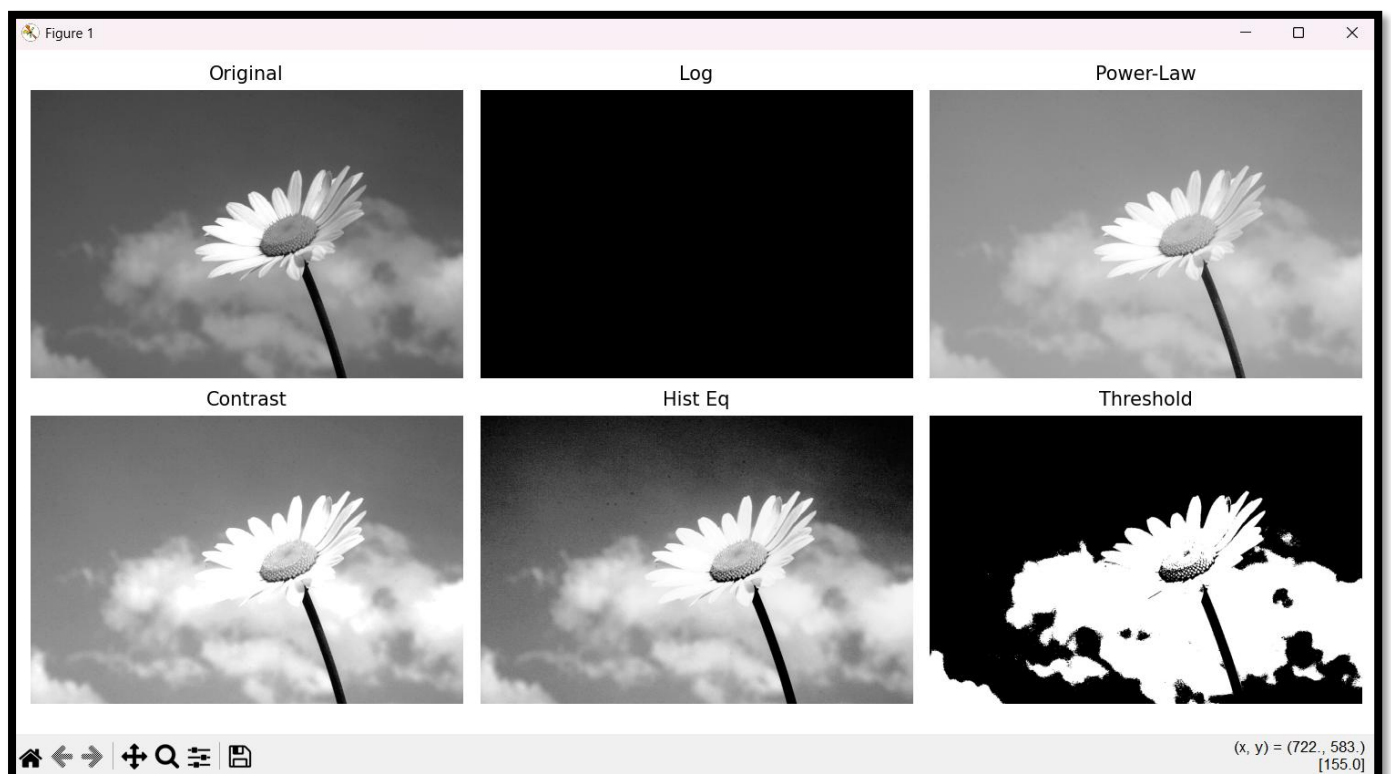 Figure 1
Original Log Power-Law
Contrast Hist Eq Threshold
(x, y) = (722., 583.)
[155.0]